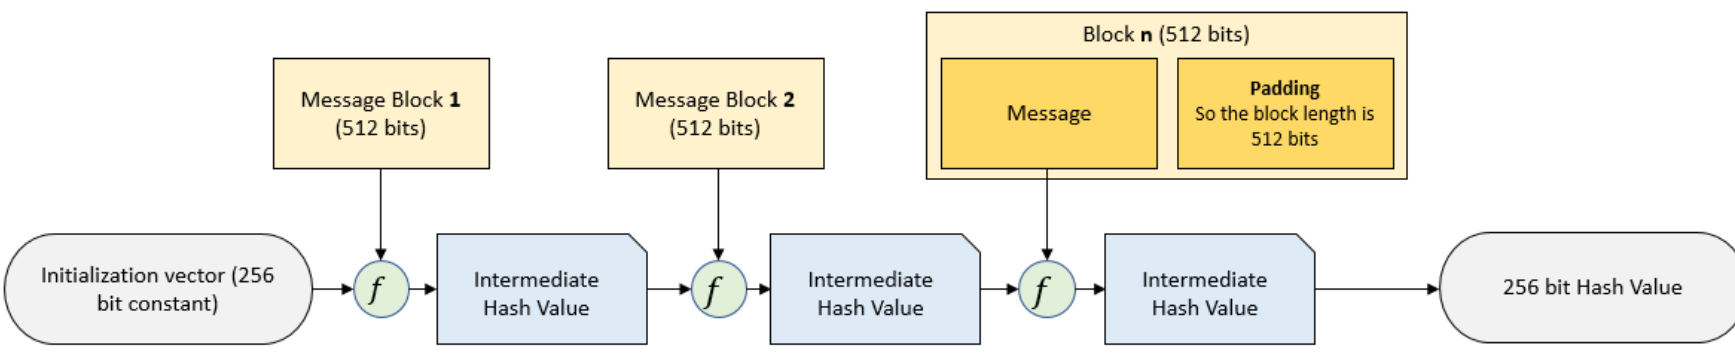 Block n (512 bits)
Message Block 1
(512 bits)
Message Block 2
(512 bits)
Message
Padding
So the block length is
512 bits
Initialization vector (256
bit constant)
f
Intermediate
Hash Value
f
Intermediate
Hash Value
f
Intermediate
Hash Value
256 bit Hash Value